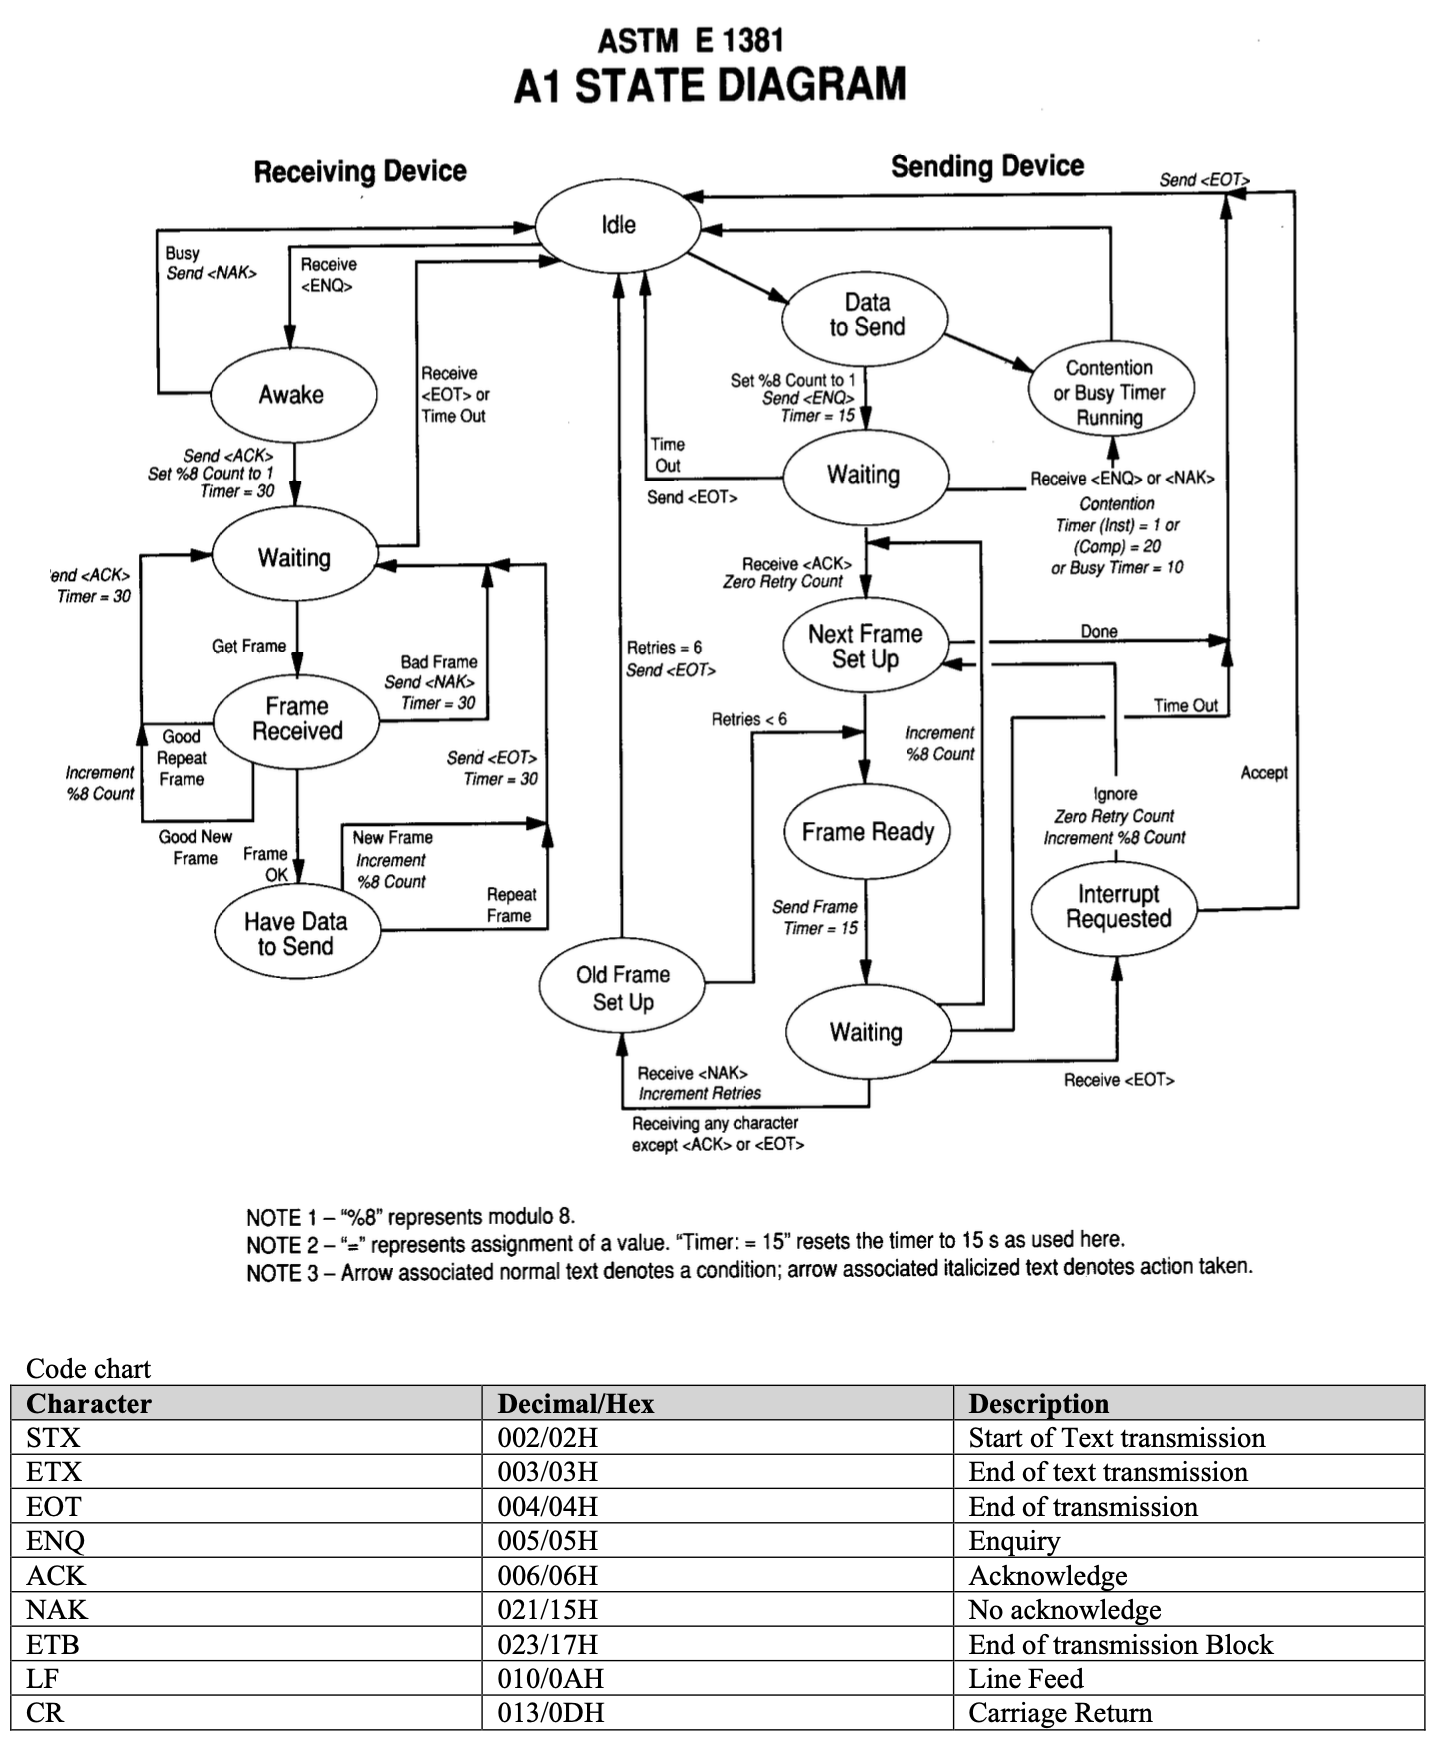 ASTM E 1381
A1 STATE DIAGRAM
Receiving Device
Sending Device
Send <EOT>
Idle
Busy
Send <NAK>
Receive
<ENQ>
Data
to Send
Contention
or Busy Timer
Running
Awake
Receive
<EOT> or
Time Out
Set %8 Count to 1
Send <ENQ>
Timer = 15
Send <ACK>
Set %8 Count to 1
Timer = 30
Time
Out
Send <EOT>
Waiting
Receive <ENQ> or <NAK>
Contention
Timer (Inst) = 1 or
(Comp) = 20
or Busy Timer = 10
Waiting
end <ACK>
Timer = 30
Receive <ACK>
Zero Retry Count
Get Frame
Bad Frame
Send <NAK>
Timer = 30
Retries = 6
Send <EOT>
Next Frame
Set Up
Done
Frame
Received
Time Out
Good
Repeat
Frame
Increment
%8 Count
Send <EOT>
Timer = 30
Retries < 6
Increment
%8 Count
Accept
Ignore
Zero Retry Count
Increment %8 Count
Good New
Frame
Frame
OK
New Frame
Increment
%8 Count
Frame Ready
Repeat
Frame
Have Data
to Send
Send Frame
Timer = 15
Interrupt
Requested
Old Frame
Set Up
Waiting
Receive <NAK>
Increment Retries
Receive <EOT>
Receiving any character
except <ACK> or <EOT>
NOTE 1 – “%8” represents modulo 8.
NOTE 2 – “=” represents assignment of a value. “Timer: = 15” resets the timer to 15 s as used here.
NOTE 3 – Arrow associated normal text denotes a condition; arrow associated italicized text denotes action taken.
Code chart
Character Decimal/Hex Description
STX 002/02H Start of Text transmission
ETX 003/03H End of text transmission
EOT 004/04H End of transmission
ENQ 005/05H Enquiry
ACK 006/06H Acknowledge
NAK 021/15H No acknowledge
ETB 023/17H End of transmission Block
LF 010/0AH Line Feed
CR 013/0DH Carriage Return